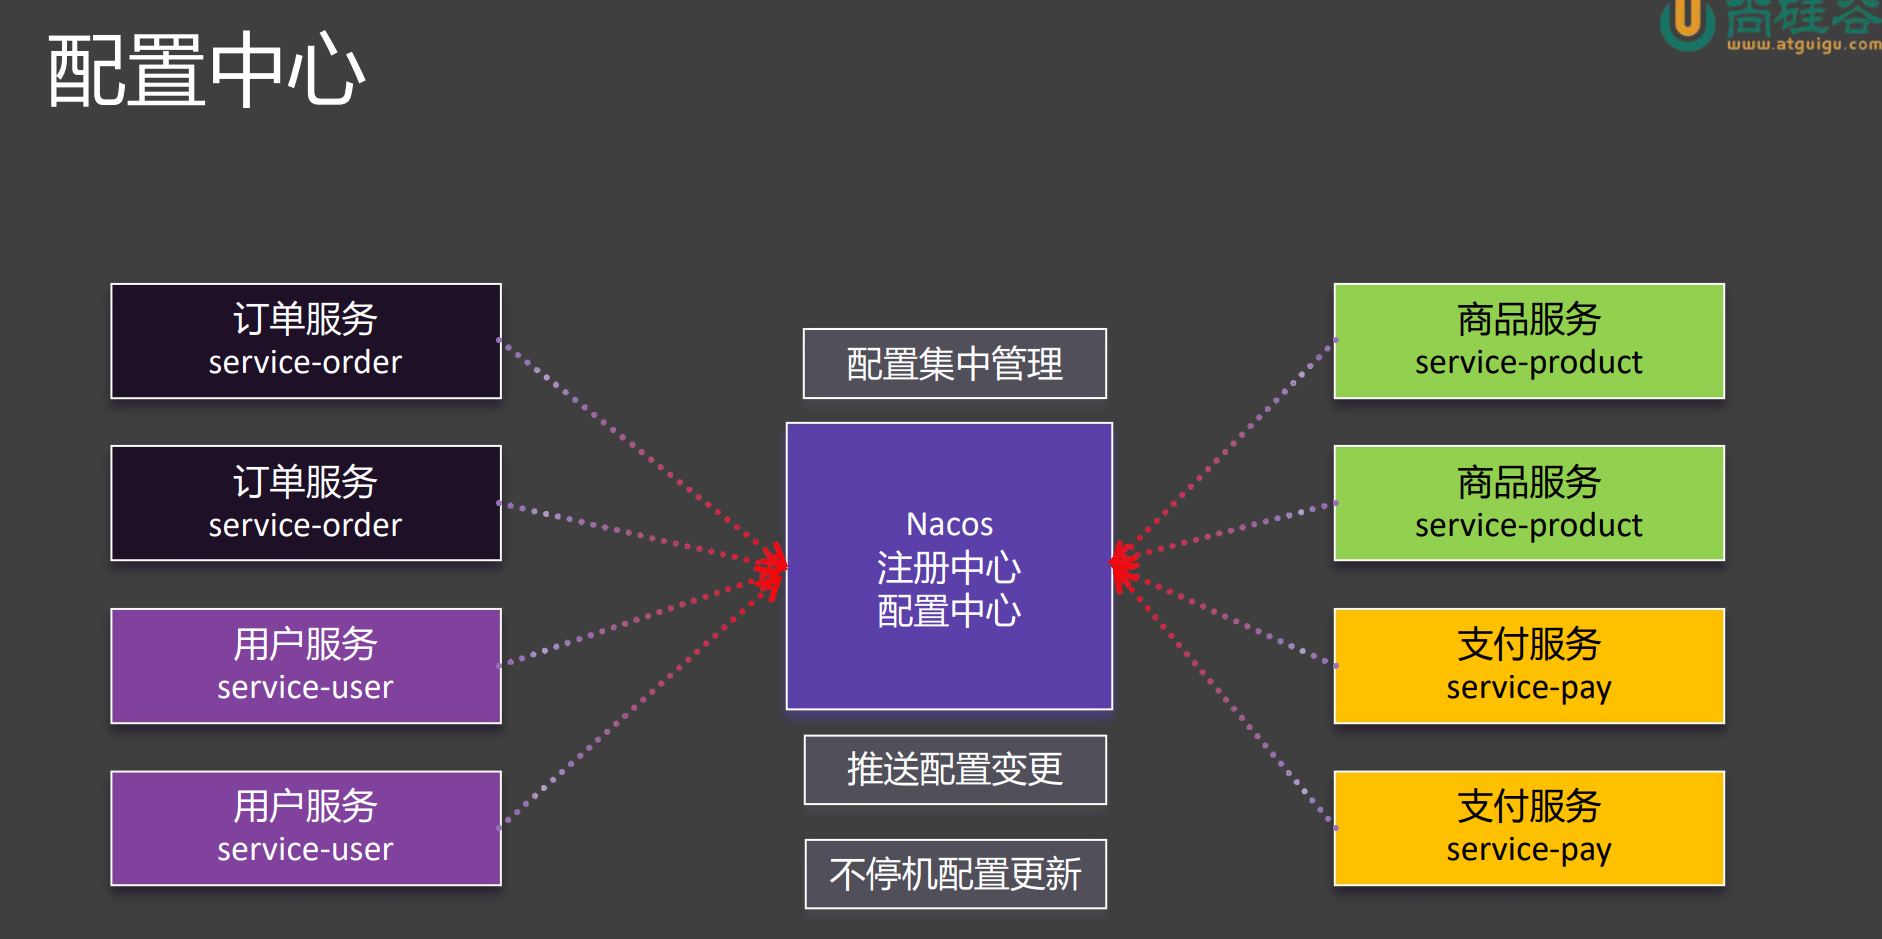 配置中心
尚硅谷
www.atguigu.com
订单服务
service-order
订单服务
service-order
用户服务
service-user
用户服务
service-user
配置集中管理
Nacos
注册中心
配置中心
推送配置变更
不停机配置更新
商品服务
service-product
商品服务
service-product
支付服务
service-pay
支付服务
service-pay